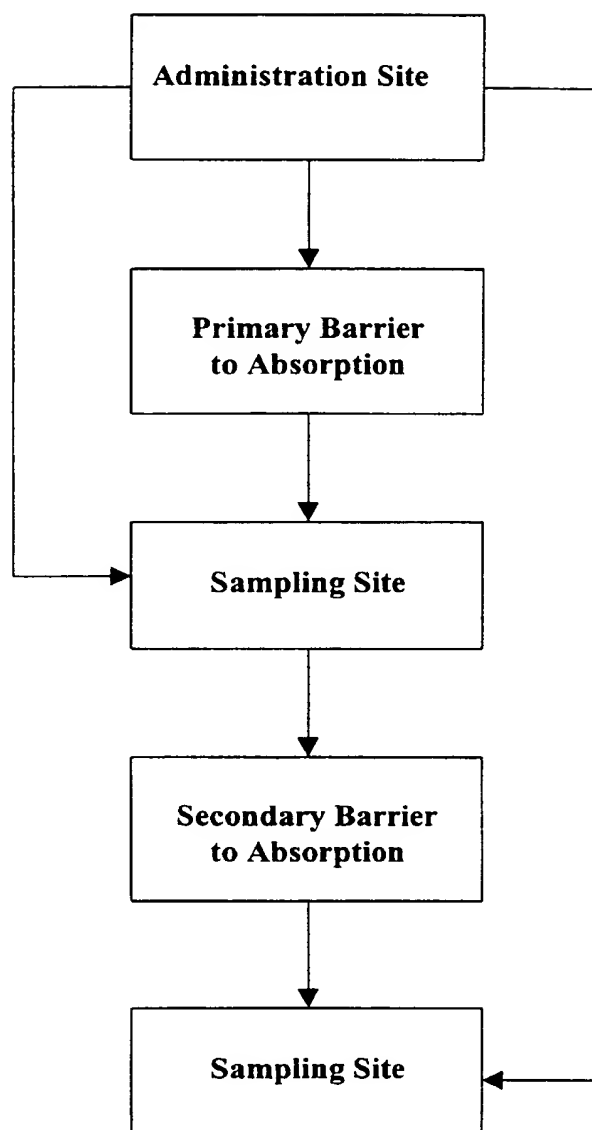 Administration Site
Primary Barrier
to Absorption
Sampling Site
Secondary Barrier
to Absorption
Sampling Site